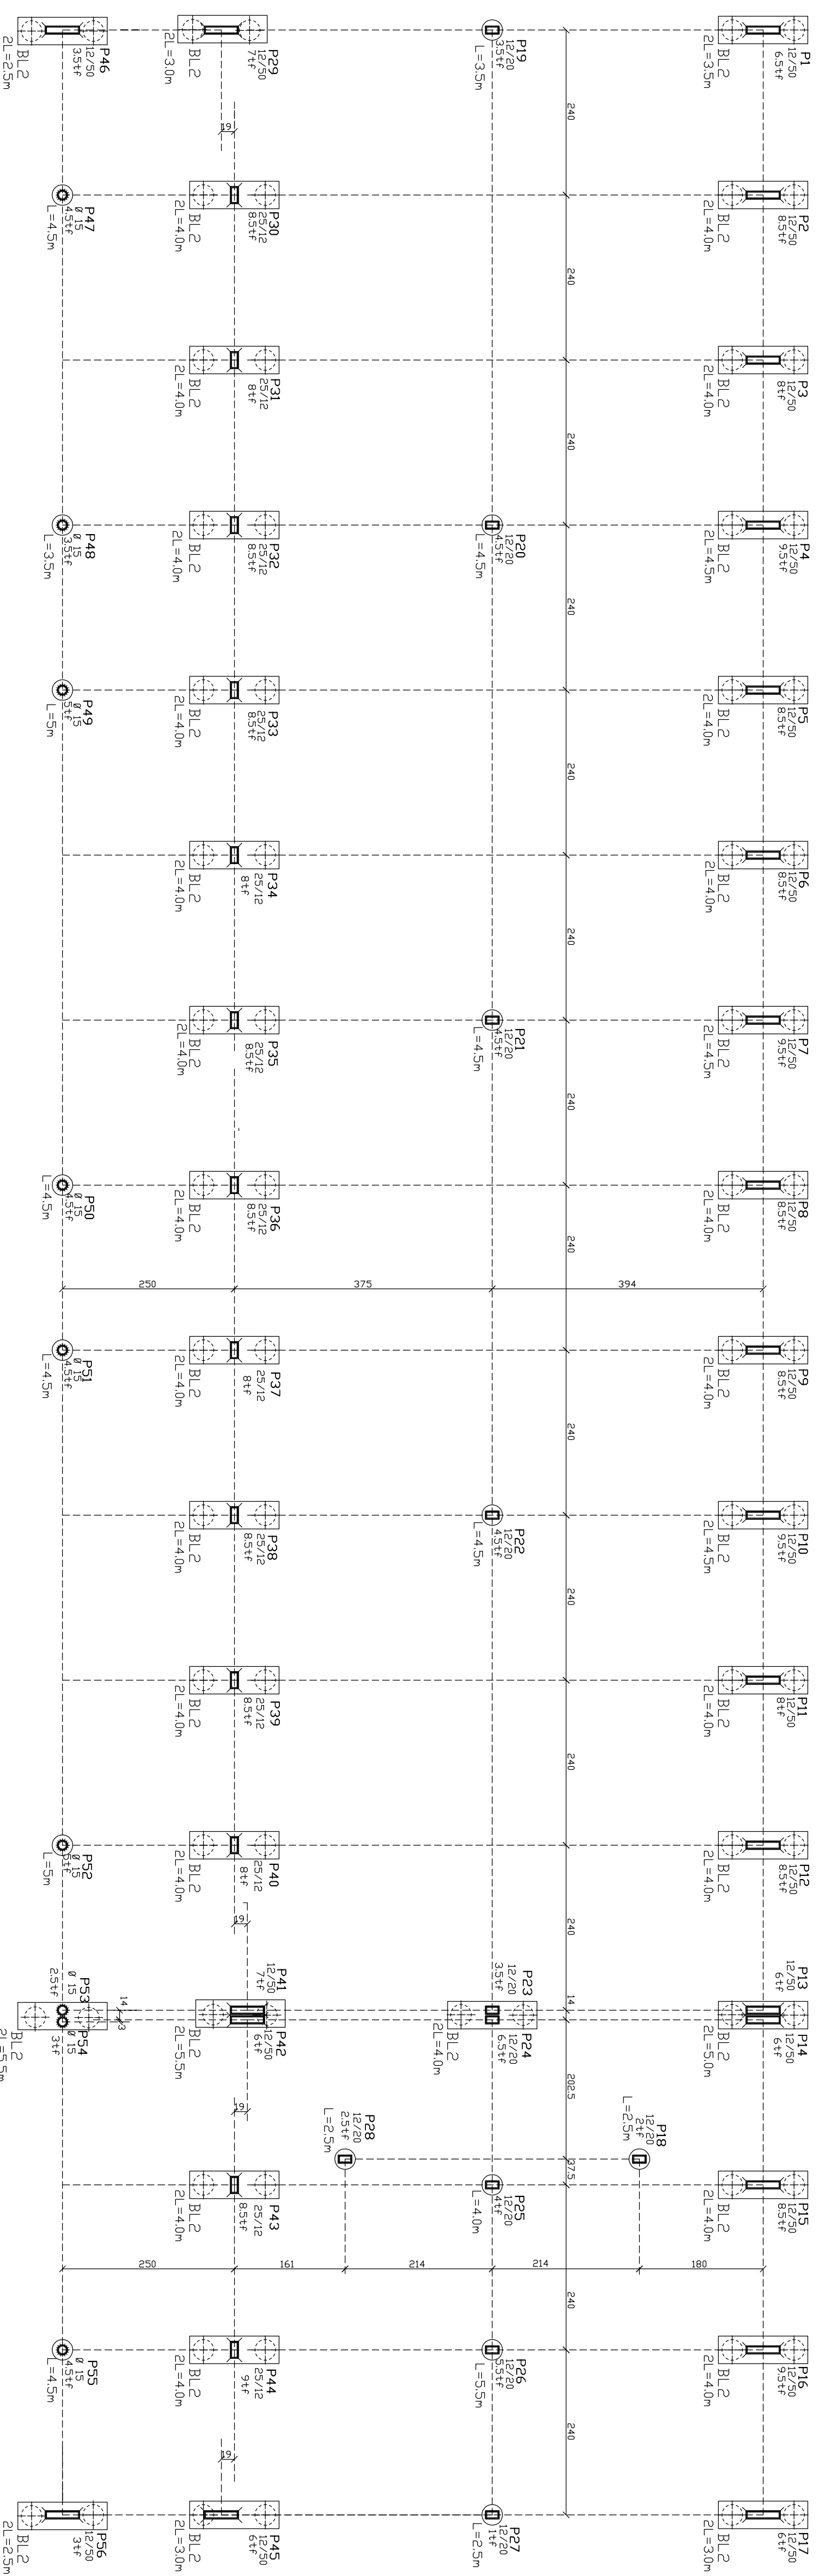 P1
12/50
6.5tf
BL2
2L=3.5m
P2
12/50
8.5tf
BL2
2L=4.0m
P3
12/50
8tf
BL2
2L=4.0m
P4
12/50
9.5tf
BL2
2L=4.5m
P5
12/50
8.5tf
BL2
2L=4.0m
P6
12/50
8.5tf
BL2
2L=4.0m
P7
12/50
9.5tf
BL2
2L=4.5m
P8
12/50
8.5tf
BL2
2L=4.0m
P9
12/50
8.5tf
BL2
2L=4.0m
P10
12/50
9.5tf
BL2
2L=4.5m
P11
12/50
8tf
BL2
2L=4.0m
P12
12/50
8.5tf
BL2
2L=4.0m
P13
12/50
6tf
P14
12/50
6tf
BL2
2L=5.0m
P15
12/50
8.5tf
BL2
2L=4.0m
P16
12/50
9.5tf
BL2
2L=4.0m
P17
12/50
6tf
BL2
2L=3.0m
394
180
P18
12/20
2tf
L=2.5m
240
240
240
240
240
240
240
240
240
240
240
240
14
202.5
37.5
240
240
214
P19
12/20
3.5tf
L=3.5m
P20
12/20
4.5tf
L=4.5m
P21
12/20
4.5tf
L=4.5m
P22
12/20
4.5tf
L=4.5m
P23
12/20
3.5tf
P24
12/20
6.5tf
BL2
2L=4.0m
P25
12/20
4tf
L=4.0m
P26
12/20
5.5tf
L=5.5m
P27
12/20
1tf
L=2.5m
375
214
P28
12/20
2.5tf
L=2.5m
161
P29
12/50
7tf
BL2
2L=3.0m
19
P30
25/12
8.5tf
BL2
2L=4.0m
P31
25/12
8tf
BL2
2L=4.0m
P32
25/12
8.5tf
BL2
2L=4.0m
P33
25/12
8.5tf
BL2
2L=4.0m
P34
25/12
8tf
BL2
2L=4.0m
P35
25/12
8.5tf
BL2
2L=4.0m
P36
25/12
8.5tf
BL2
2L=4.0m
P37
25/12
8tf
BL2
2L=4.0m
P38
25/12
8.5tf
BL2
2L=4.0m
P39
25/12
8.5tf
BL2
2L=4.0m
P40
25/12
8tf
BL2
2L=4.0m
19
P41
12/50
7tf
P42
12/50
6tf
BL2
2L=5.5m
19
P43
25/12
8.5tf
BL2
2L=4.0m
P44
25/12
9tf
BL2
2L=4.0m
19
P45
12/50
6tf
BL2
2L=3.0m
250
250
P46
12/50
3.5tf
BL2
2L=2.5m
P47
Ø 15
4.5tf
L=4.5m
P48
Ø 15
3.5tf
L=3.5m
P49
Ø 15
5tf
L=5m
P50
Ø 15
4.5tf
L=4.5m
P51
Ø 15
4.5tf
L=4.5m
P52
Ø 15
5tf
L=5m
14
3
P53
Ø 15
2.5tf
P54
Ø 15
3tf
BL2
2L=5.5m
P55
Ø 15
4.5tf
L=4.5m
P56
12/50
3tf
BL2
2L=2.5m